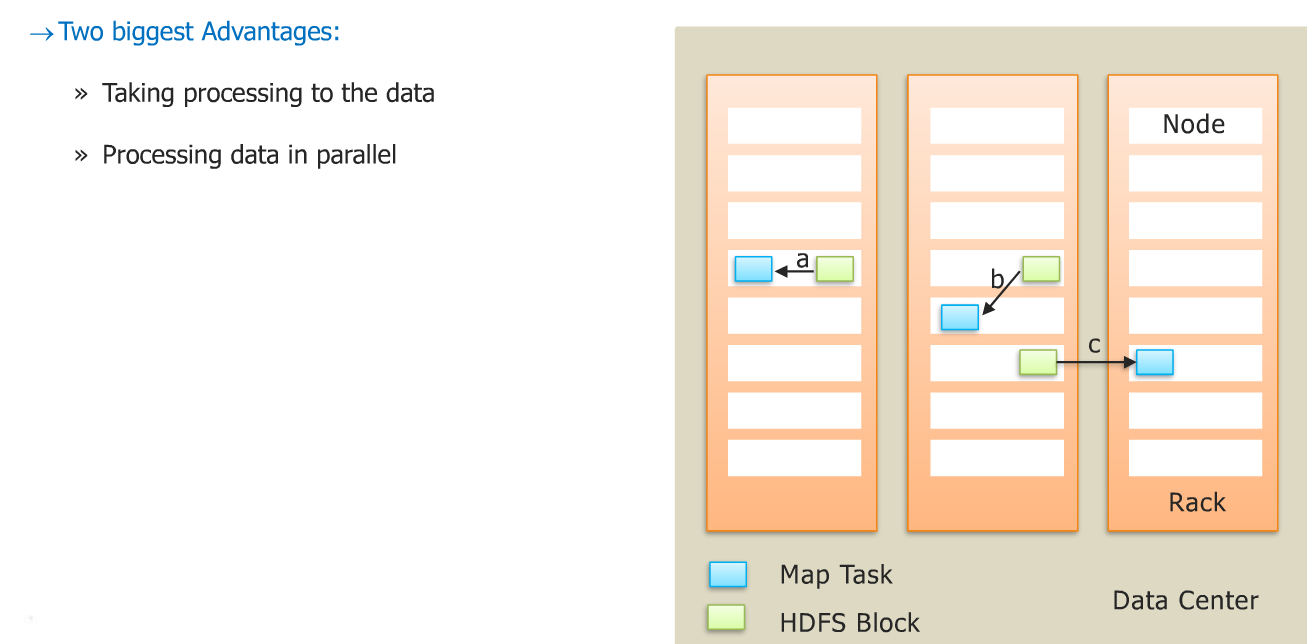 → Two biggest Advantages:
» Taking processing to the data
» Processing data in parallel
Node
a
b
c
Rack
Map Task
Data Center
HDFS Block